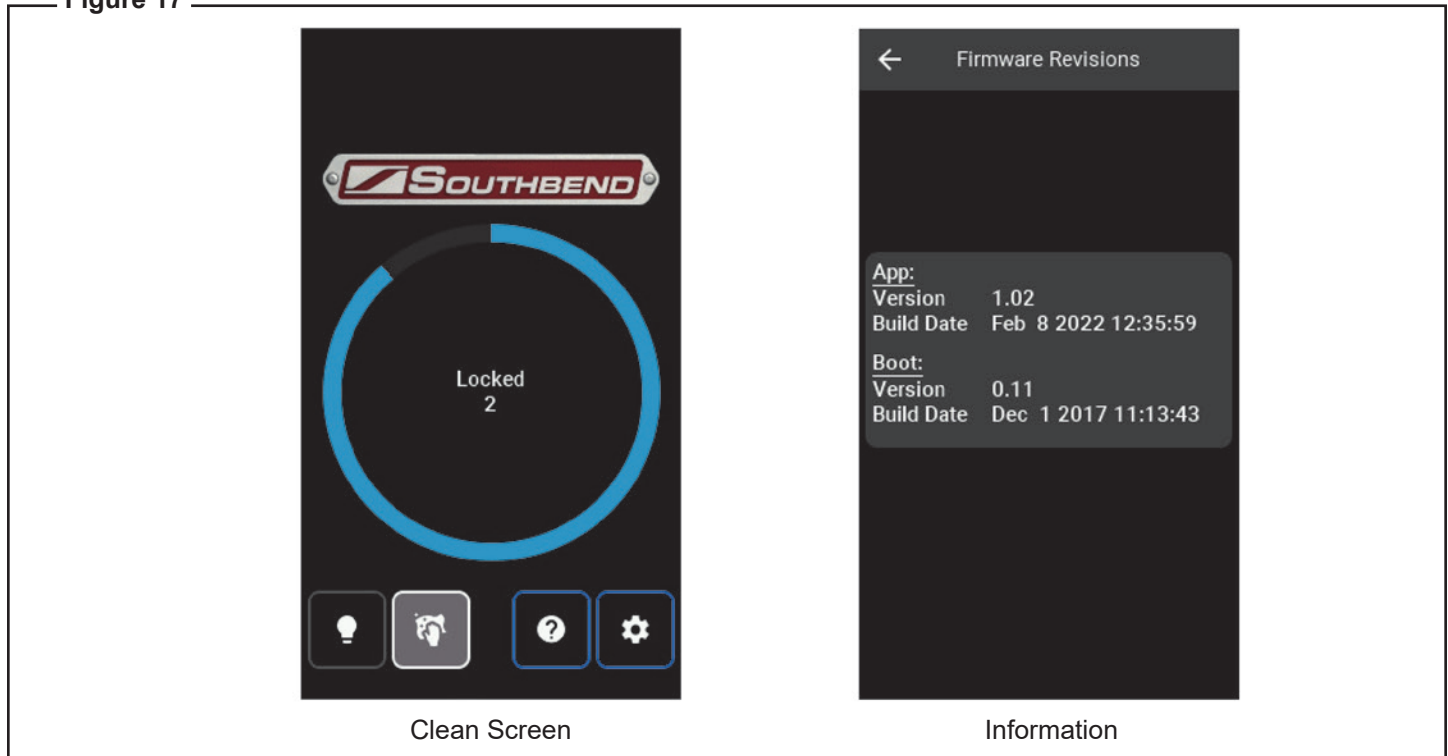 Figure 17
SOUTHBEND
Locked
2
?
Clean Screen
Firmware Revisions
App:
Version 1.02
Build Date Feb 8 2022 12:35:59
Boot:
Version 0.11
Build Date Dec 1 2017 11:13:43
Information